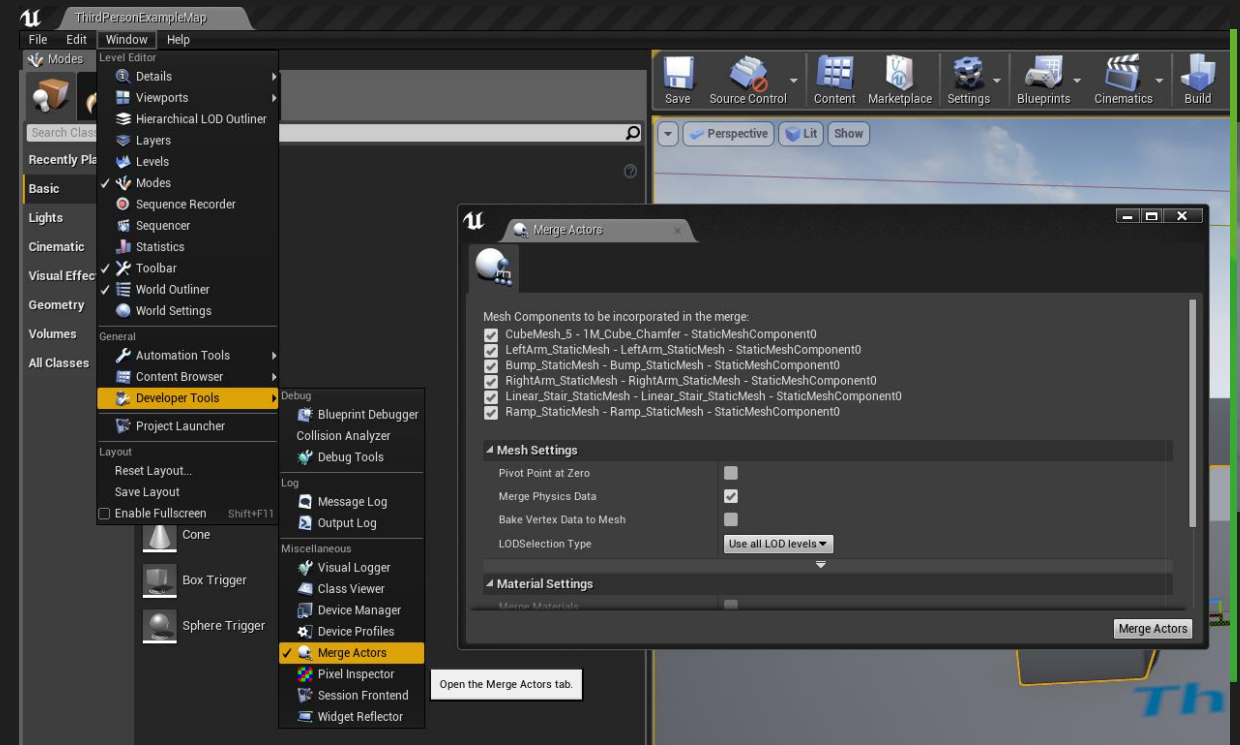 ThirdPersonExampleMap
File Edit Window Help
Modes
Level Editor
Details
Viewports
Hierarchical LOD Outliner
Layers
Levels
Modes
Sequence Recorder
Sequencer
Statistics
Toolbar
World Outliner
World Settings
General
Automation Tools
Content Browser
Developer Tools
Project Launcher
Layout
Reset Layout...
Save Layout
Enable Fullscreen Shift+F11
Search Clas
Recently Pla
Basic
Lights
Cinematic
Visual Effec
Geometry
Volumes
All Classes
Cone
Box Trigger
Sphere Trigger
Debug
Blueprint Debugger
Collision Analyzer
Debug Tools
Log
Message Log
Output Log
Miscellaneous
Visual Logger
Class Viewer
Device Manager
Device Profiles
Merge Actors
Pixel Inspector
Session Frontend
Widget Reflector
Open the Merge Actors tab.
Save Source Control Content Marketplace Settings Blueprints Cinematics Build
Perspective Lit Show
Merge Actors
Mesh Components to be incorporated in the merge:
CubeMesh_5 - 1M_Cube_Chamfer - StaticMeshComponent0
LeftArm_StaticMesh - LeftArm_StaticMesh - StaticMeshComponent0
Bump_StaticMesh - Bump_StaticMesh - StaticMeshComponent0
RightArm_StaticMesh - RightArm_StaticMesh - StaticMeshComponent0
Linear_Stair_StaticMesh - Linear_Stair_StaticMesh - StaticMeshComponent0
Ramp_StaticMesh - Ramp_StaticMesh - StaticMeshComponent0
Mesh Settings
Pivot Point at Zero
Merge Physics Data
Bake Vertex Data to Mesh
LODSelection Type Use all LOD levels
Material Settings
Merge Materials
Merge Actors
Th